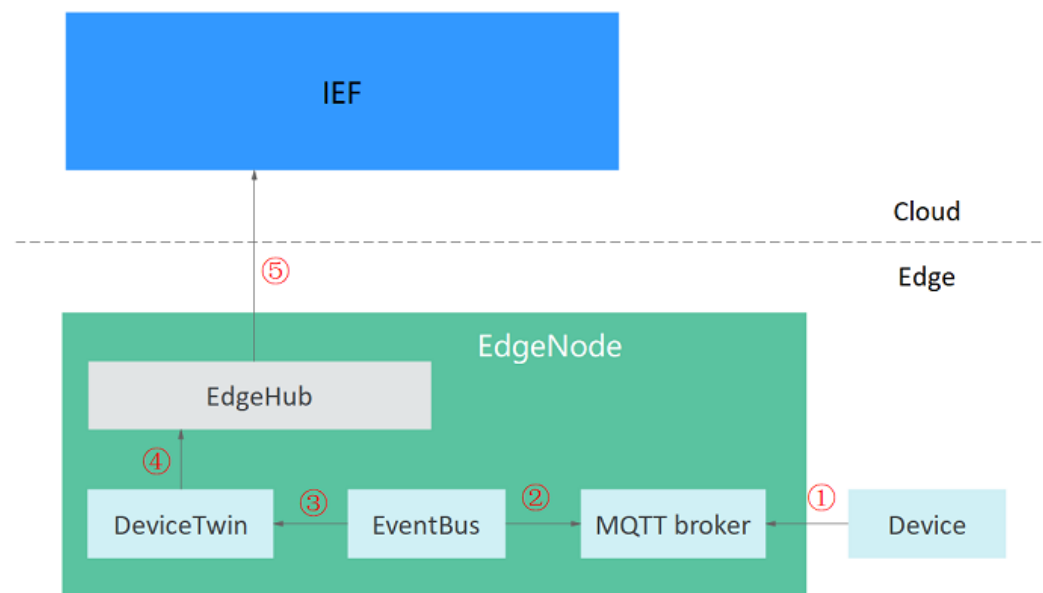 IEF
Cloud
⑤
Edge
EdgeNode
EdgeHub
④
③
②
①
DeviceTwin
EventBus
MQTT broker
Device